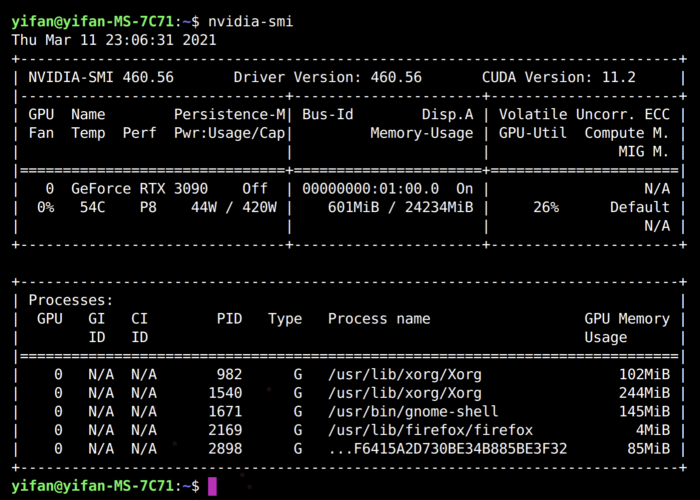 yifan@yifan-MS-7C71:~$ nvidia-smi
Thu Mar 11 23:06:31 2021
+-----------------------------------------------------------------------------+
| NVIDIA-SMI 460.56       Driver Version: 460.56       CUDA Version: 11.2     |
|-------------------------------+----------------------+----------------------+
| GPU  Name        Persistence-M| Bus-Id        Disp.A | Volatile Uncorr. ECC |
| Fan  Temp  Perf  Pwr:Usage/Cap|         Memory-Usage | GPU-Util  Compute M. |
|                               |                      |               MIG M. |
|===============================+======================+======================|
|   0  GeForce RTX 3090    Off  | 00000000:01:00.0  On |                  N/A |
|  0%   54C    P8    44W / 420W |    601MiB / 24234MiB |     26%      Default |
|                               |                      |                  N/A |
+-------------------------------+----------------------+----------------------+

+-----------------------------------------------------------------------------+
| Processes:                                                                  |
|  GPU   GI   CI        PID   Type   Process name                  GPU Memory |
|        ID   ID                                                   Usage      |
|=============================================================================|
|    0   N/A  N/A       982      G   /usr/lib/xorg/Xorg                102MiB |
|    0   N/A  N/A      1540      G   /usr/lib/xorg/Xorg                244MiB |
|    0   N/A  N/A      1671      G   /usr/bin/gnome-shell              145MiB |
|    0   N/A  N/A      2169      G   /usr/lib/firefox/firefox            4MiB |
|    0   N/A  N/A      2898      G   ...F6415A2D730BE34B885BE3F32       85MiB |
+-----------------------------------------------------------------------------+
yifan@yifan-MS-7C71:~$